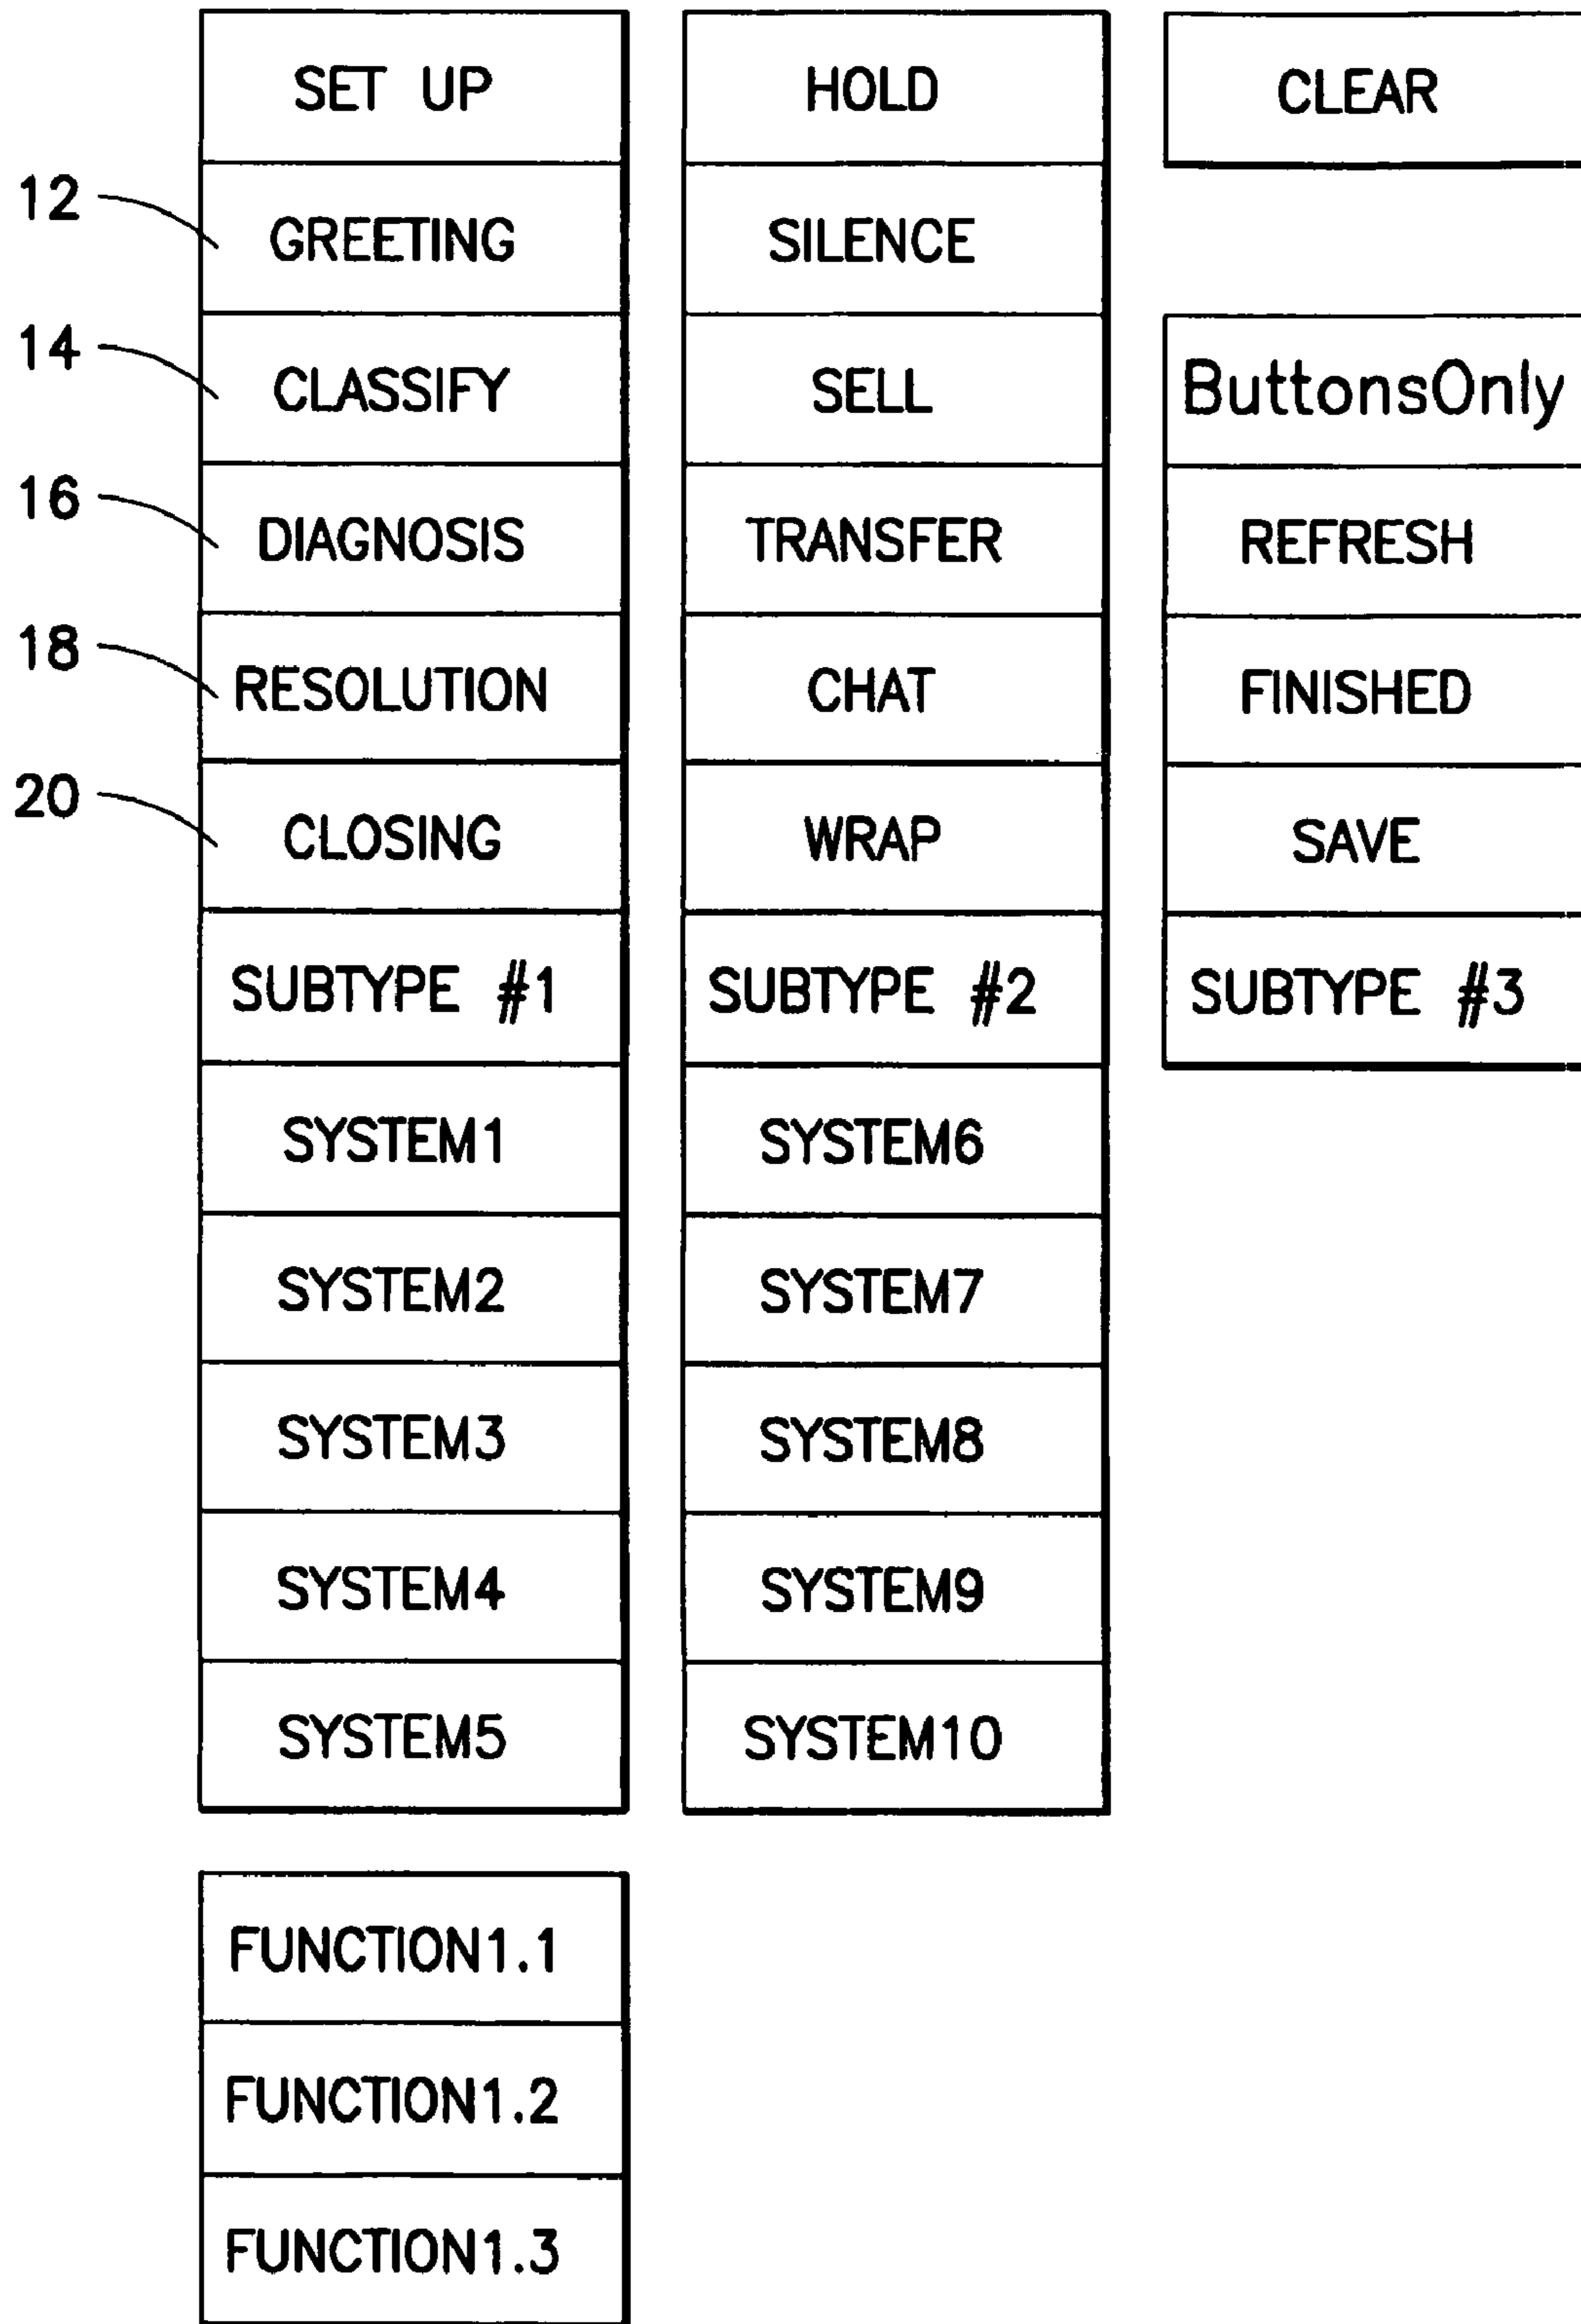 SET UP HOLD CLEAR
12 GREETING SILENCE
14 CLASSIFY SELL ButtonsOnly
16 DIAGNOSIS TRANSFER REFRESH
18 RESOLUTION CHAT FINISHED
20 CLOSING WRAP SAVE
SUBTYPE #1 SUBTYPE #2 SUBTYPE #3
SYSTEM1 SYSTEM6
SYSTEM2 SYSTEM7
SYSTEM3 SYSTEM8
SYSTEM4 SYSTEM9
SYSTEM5 SYSTEM10
FUNCTION1.1
FUNCTION1.2
FUNCTION1.3